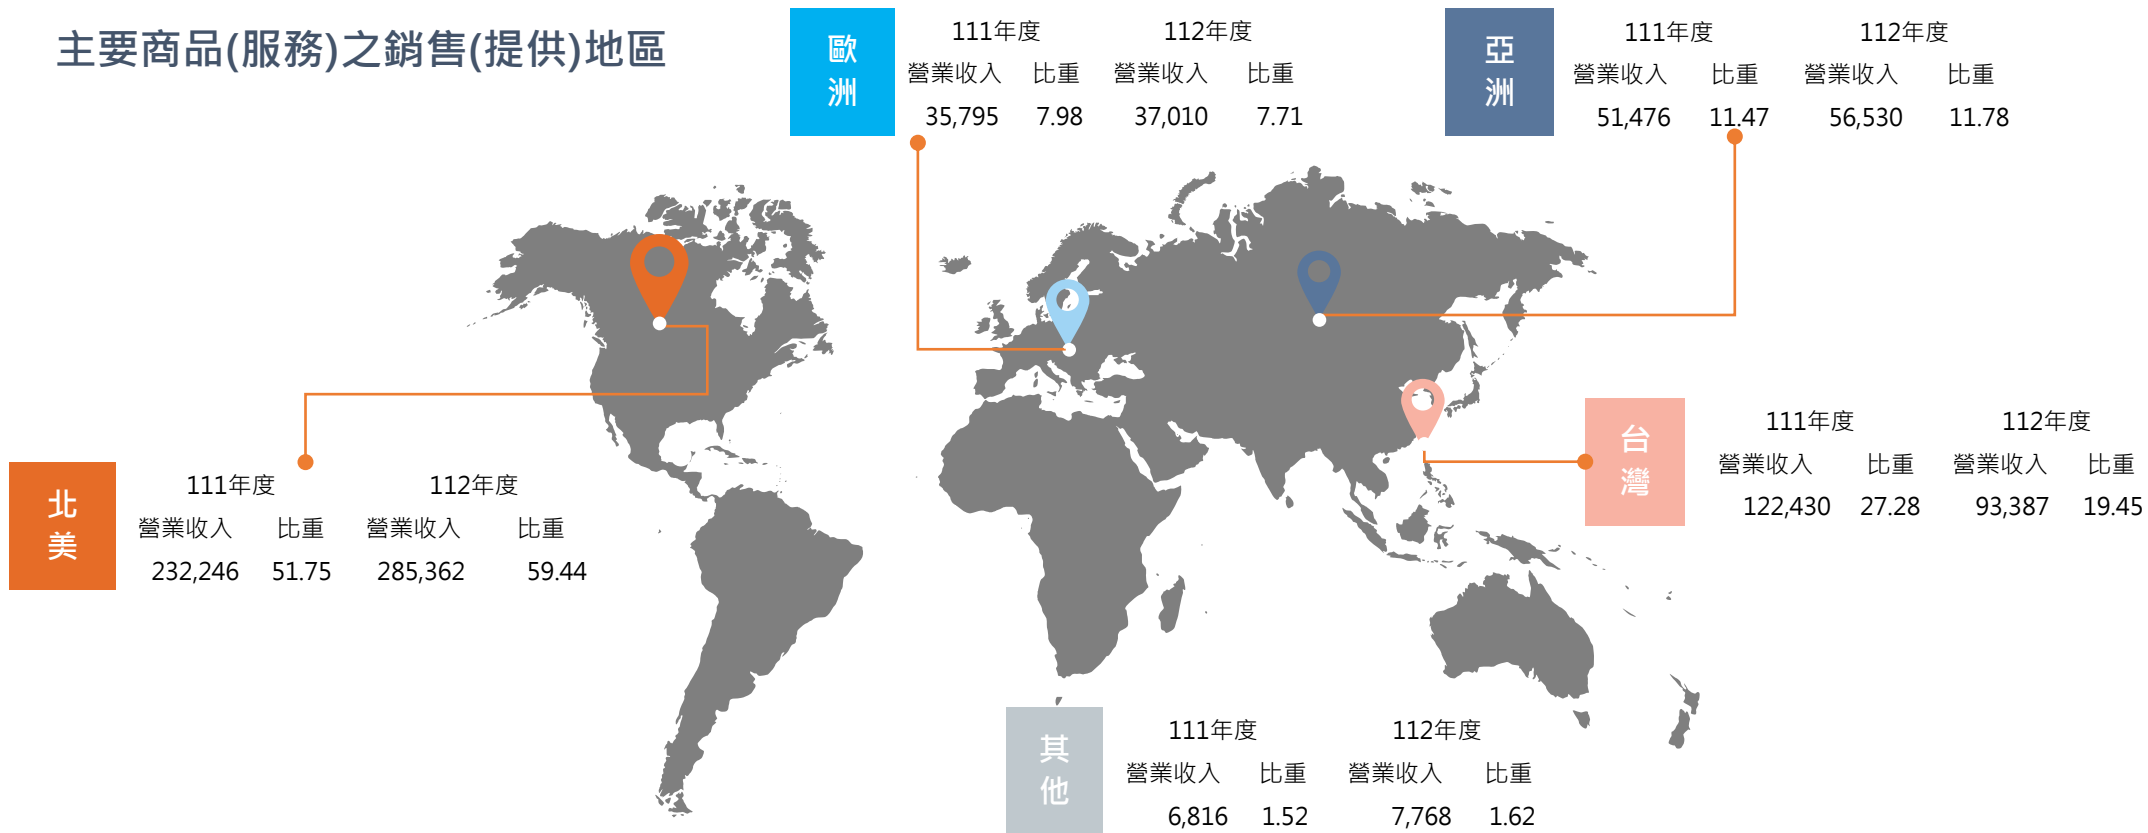 主要商品(服務)之銷售(提供)地區
歐洲
111年度 112年度
營業收入 比重 營業收入 比重
35,795 7.98 37,010 7.71
亞洲
111年度 112年度
營業收入 比重 營業收入 比重
51,476 11.47 56,530 11.78
台灣
111年度 112年度
營業收入 比重 營業收入 比重
122,430 27.28 93,387 19.45
北美
111年度 112年度
營業收入 比重 營業收入 比重
232,246 51.75 285,362 59.44
其他
111年度 112年度
營業收入 比重 營業收入 比重
6,816 1.52 7,768 1.62